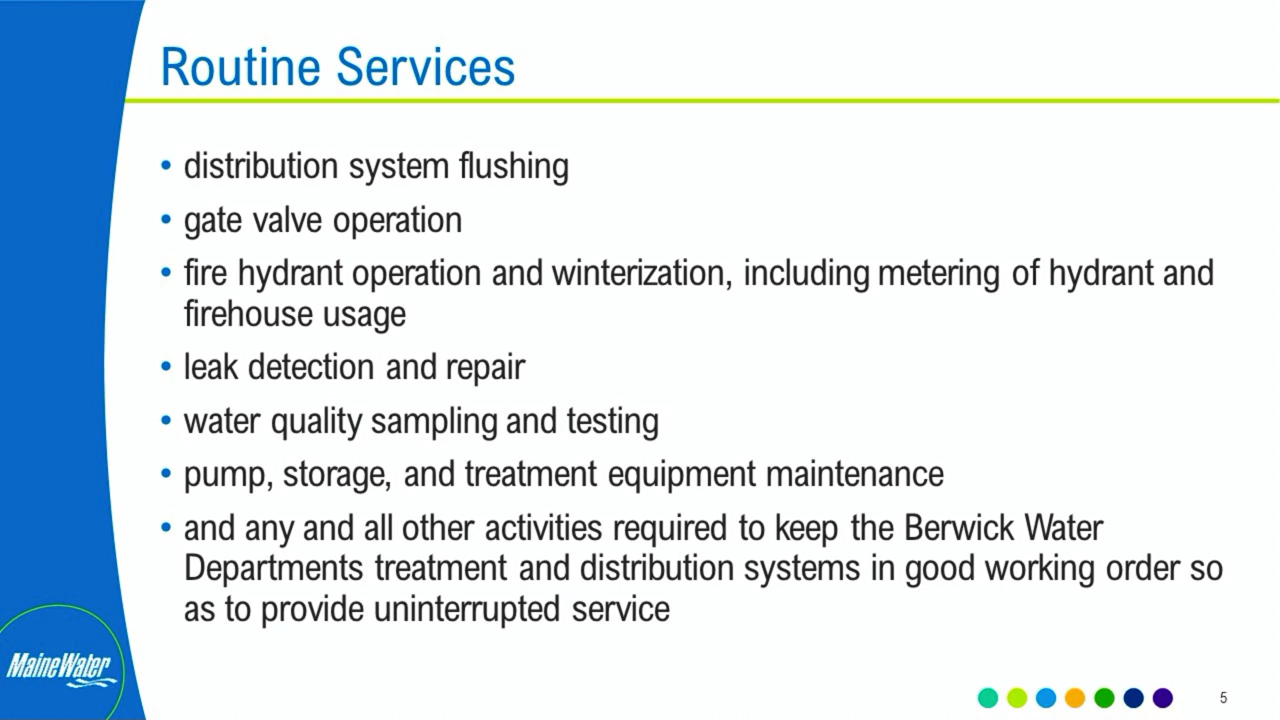 Routine Services
• distribution system flushing
• gate valve operation
• fire hydrant operation and winterization, including metering of hydrant and
firehouse usage
• leak detection and repair
• water quality sampling and testing
• pump, storage, and treatment equipment maintenance
• and any and all other activities required to keep the Berwick Water
Departments treatment and distribution systems in good working order so
as to provide uninterrupted service
MaineWater
5